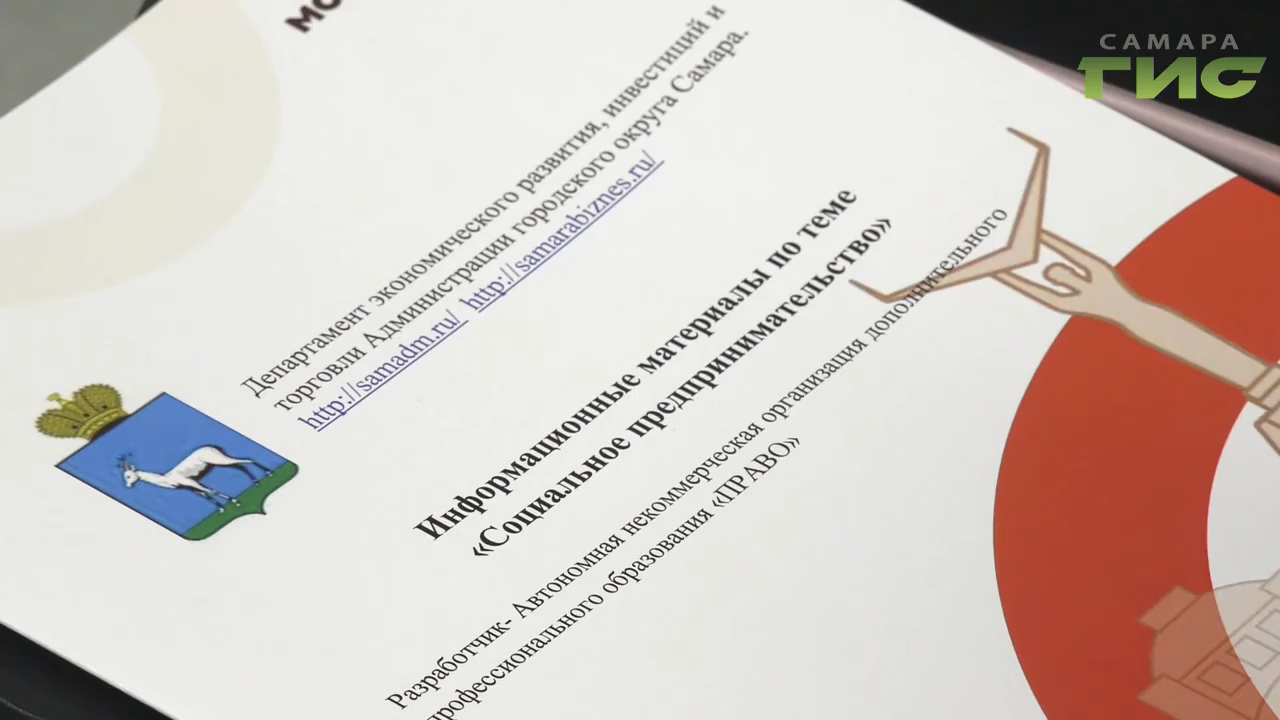 САМАРА
ГИС
Департамент экономического развития, инвестиций и
торговли Администрации городского округа Самара.
http://samadm.ru/ http://samarabiznes.ru/
Информационные материалы по теме
«Социальное предпринимательство»
Разработчик- Автономная некоммерческая организация дополнительного
профессионального образования «ПРАВО»